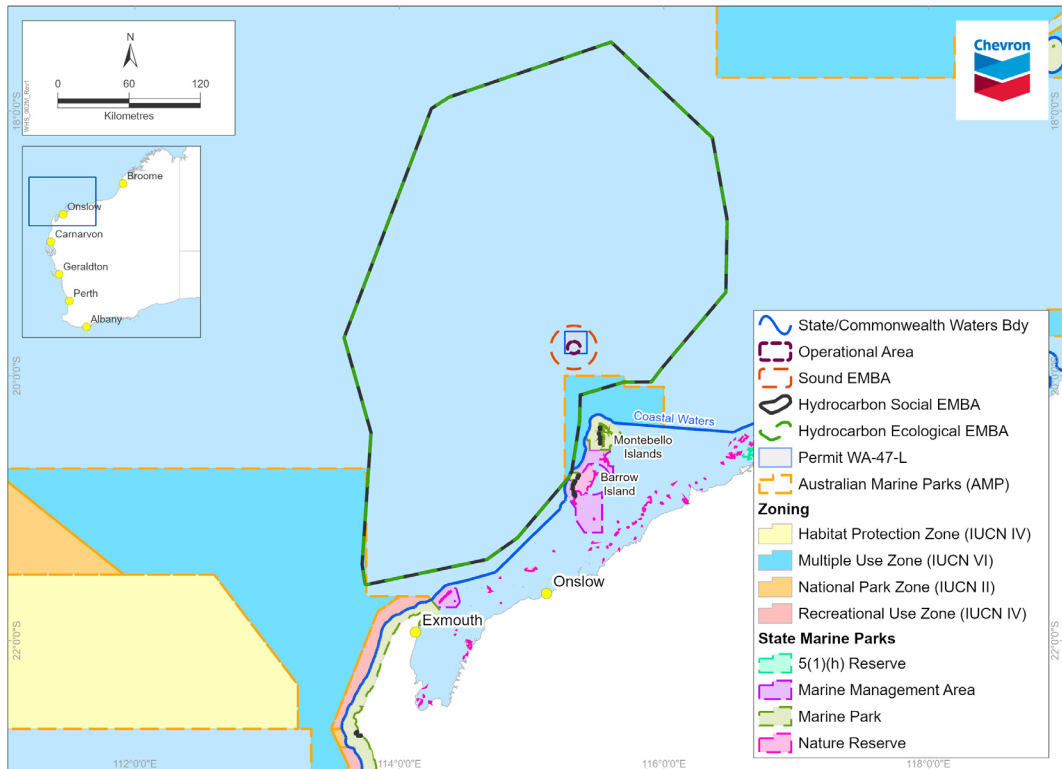 N
0
60
120
Kilometres
WHS_062M_Rev1
Chevron
Broome
Onslow
Carnarvon
Geraldton
Perth
Albany
18°0'0"S
18°0'0"S
20°0'0"S
20°0'0"S
22°0'0"S
22°0'0"S
112°0'0"E
114°0'0"E
116°0'0"E
118°0'0"E
Coastal Waters
Montebello
Islands
Barrow
Island
Onslow
Exmouth
State/Commonwealth Waters Bdy
Operational Area
Sound EMBA
Hydrocarbon Social EMBA
Hydrocarbon Ecological EMBA
Permit WA-47-L
Australian Marine Parks (AMP)
Zoning
Habitat Protection Zone (IUCN IV)
Multiple Use Zone (IUCN VI)
National Park Zone (IUCN II)
Recreational Use Zone (IUCN IV)
State Marine Parks
5(1)(h) Reserve
Marine Management Area
Marine Park
Nature Reserve